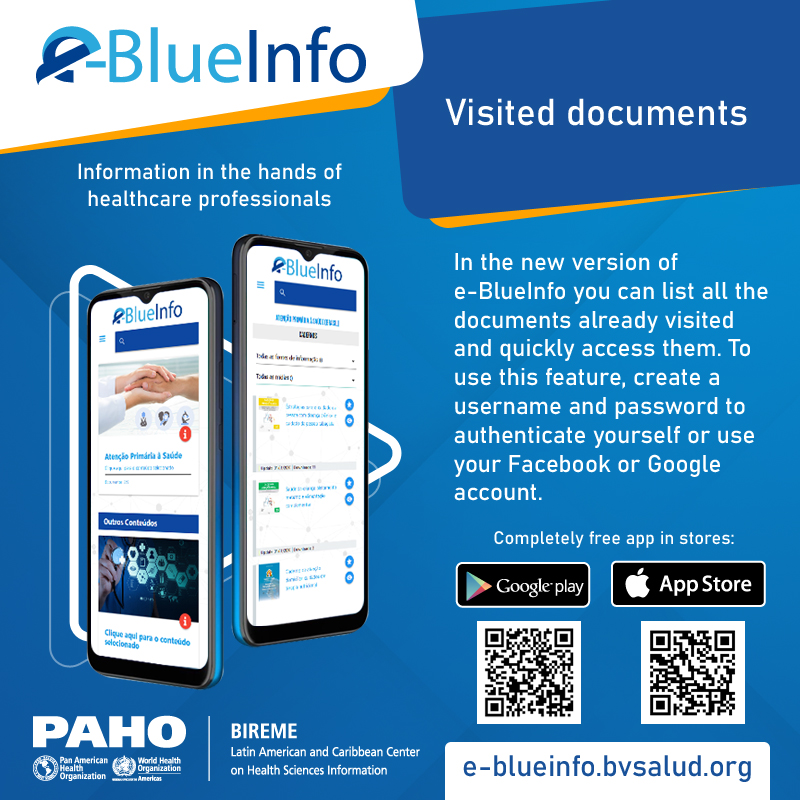 e-BlueInfo
Visited documents
Information in the hands of
healthcare professionals
In the new version of
e-BlueInfo you can list all the
documents already visited
and quickly access them. To
use this feature, create a
username and password to
authenticate yourself or use
your Facebook or Google
account.
e-BlueInfo
Atenção Primária à Saúde
Outros Conteúdos
Clique aqui para o conteúdo
selecionado
e-BlueInfo
CADERNOS
Completely free app in stores:
Google play
App Store
PAHO
Pan American
Health
Organization
World Health
Organization
Americas
BIREME
Latin American and Caribbean Center
on Health Sciences Information
e-blueinfo.bvsalud.org